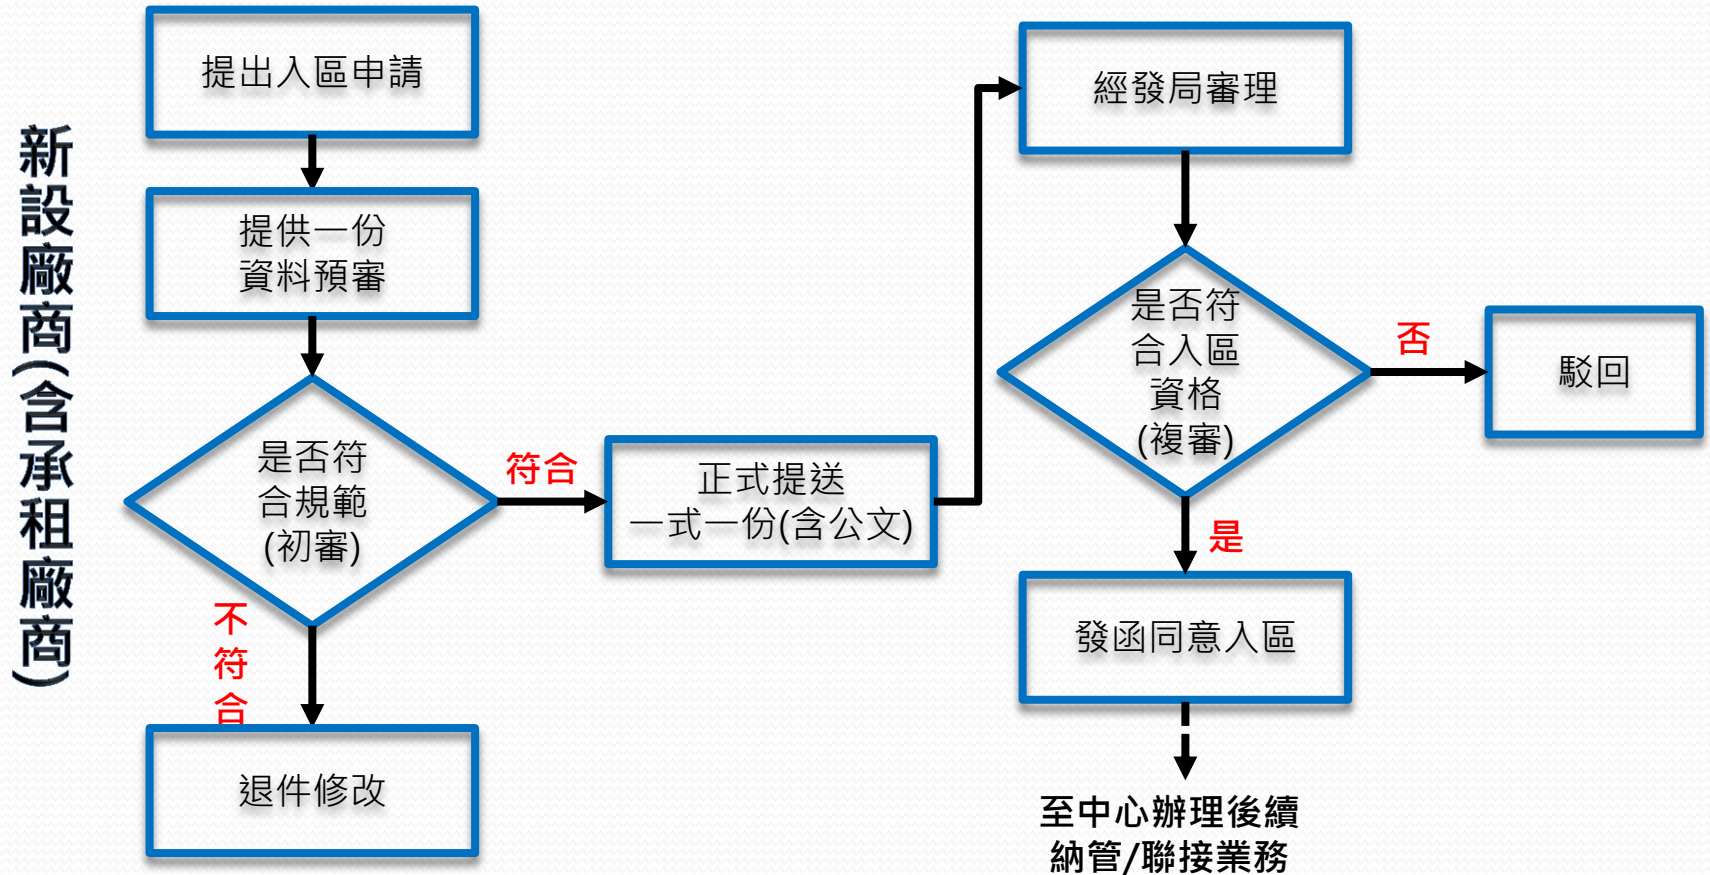 新設廠商(含承租廠商)
提出入區申請
提供一份
資料預審
是否符
合規範
(初審)
不
符
合
退件修改
符合
正式提送
一式一份(含公文)
經發局審理
是否符
合入區
資格
(複審)
否
駁回
是
發函同意入區
至中心辦理後續
納管/聯接業務